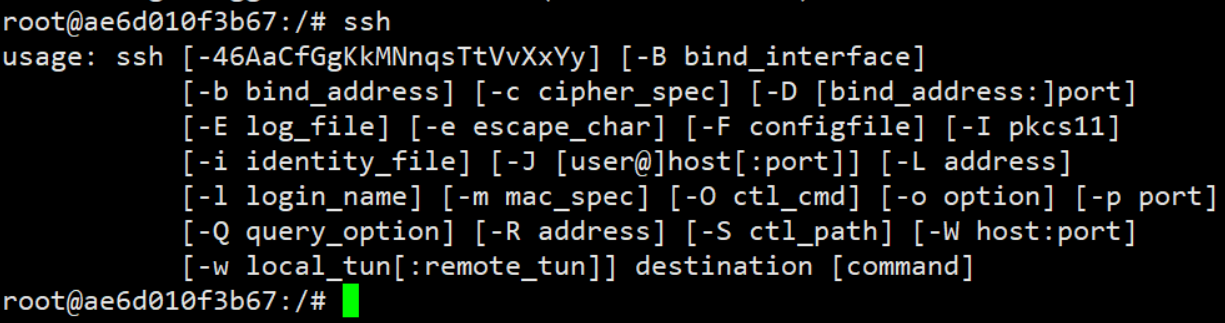 root@ae6d010f3b67:/# ssh
usage: ssh [-46AaCfGgKkMNnqsTtVvXxYy] [-B bind_interface]
           [-b bind_address] [-c cipher_spec] [-D [bind_address:]port]
           [-E log_file] [-e escape_char] [-F configfile] [-I pkcs11]
           [-i identity_file] [-J [user@]host[:port]] [-L address]
           [-l login_name] [-m mac_spec] [-O ctl_cmd] [-o option] [-p port]
           [-Q query_option] [-R address] [-S ctl_path] [-W host:port]
           [-w local_tun[:remote_tun]] destination [command]
root@ae6d010f3b67:/#